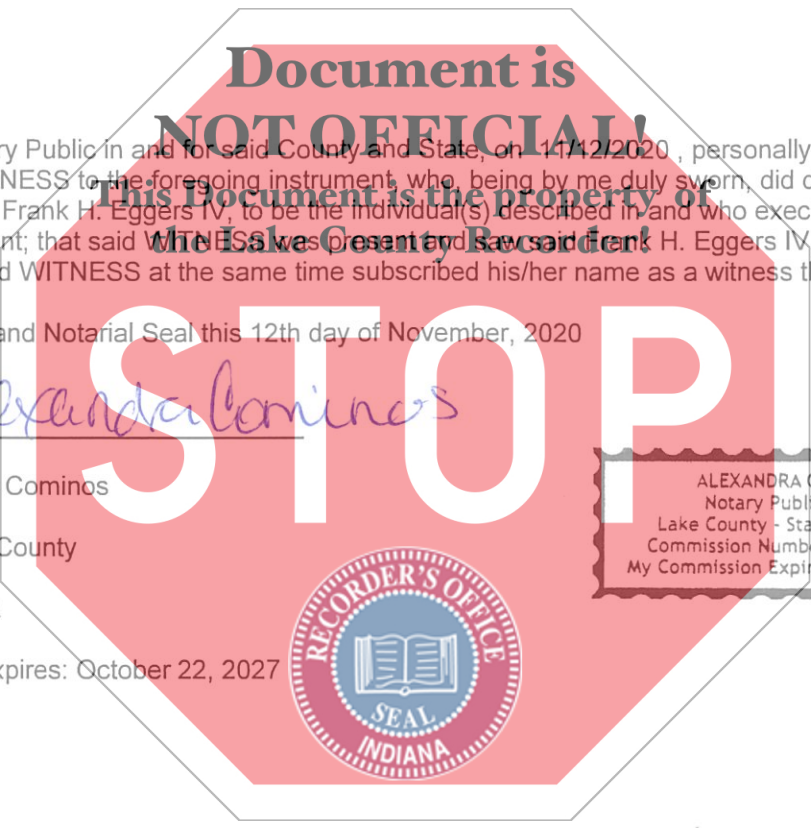 Document is
NOT OFFICIAL!
This Document is the property of
the Lake County Recorder!
ry Public in and for said County and State, on 11/12/2020 , personally
NESS to the foregoing instrument, who, being by me duly sworn, did
Frank H. Eggers IV, to be the individual(s) described in and who exec
nt; that said WITNESS was present and saw said Frank H. Eggers IV
d WITNESS at the same time subscribed his/her name as a witness t
and Notarial Seal this 12th day of November, 2020
exandra Cominos
STOP
Cominos
County
ALEXANDRA
Notary Publi
Lake County - Sta
Commission Numbe
My Commission Expir
xpires: October 22, 2027
RECORDER'S OFFICE
SEAL
INDIANA